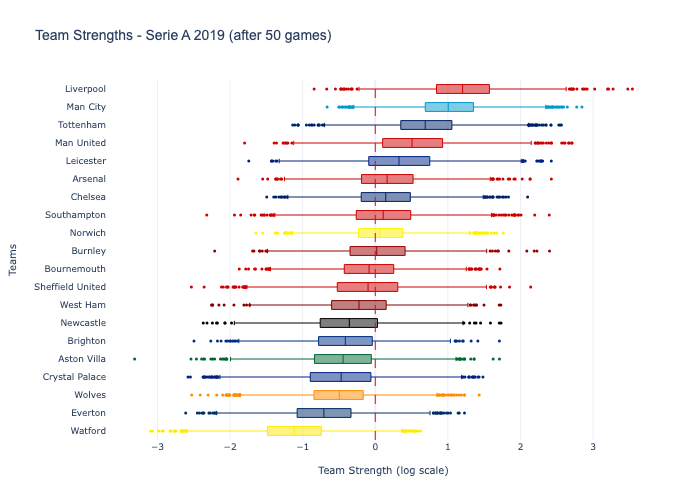 Team Strengths - Serie A 2019 (after 50 games)
Liverpool
Man City
Tottenham
Man United
Leicester
Arsenal
Chelsea
Southampton
Norwich
Burnley
Bournemouth
Sheffield United
West Ham
Newcastle
Brighton
Aston Villa
Crystal Palace
Wolves
Everton
Watford
Teams
−3 −2 −1 0 1 2 3
Team Strength (log scale)